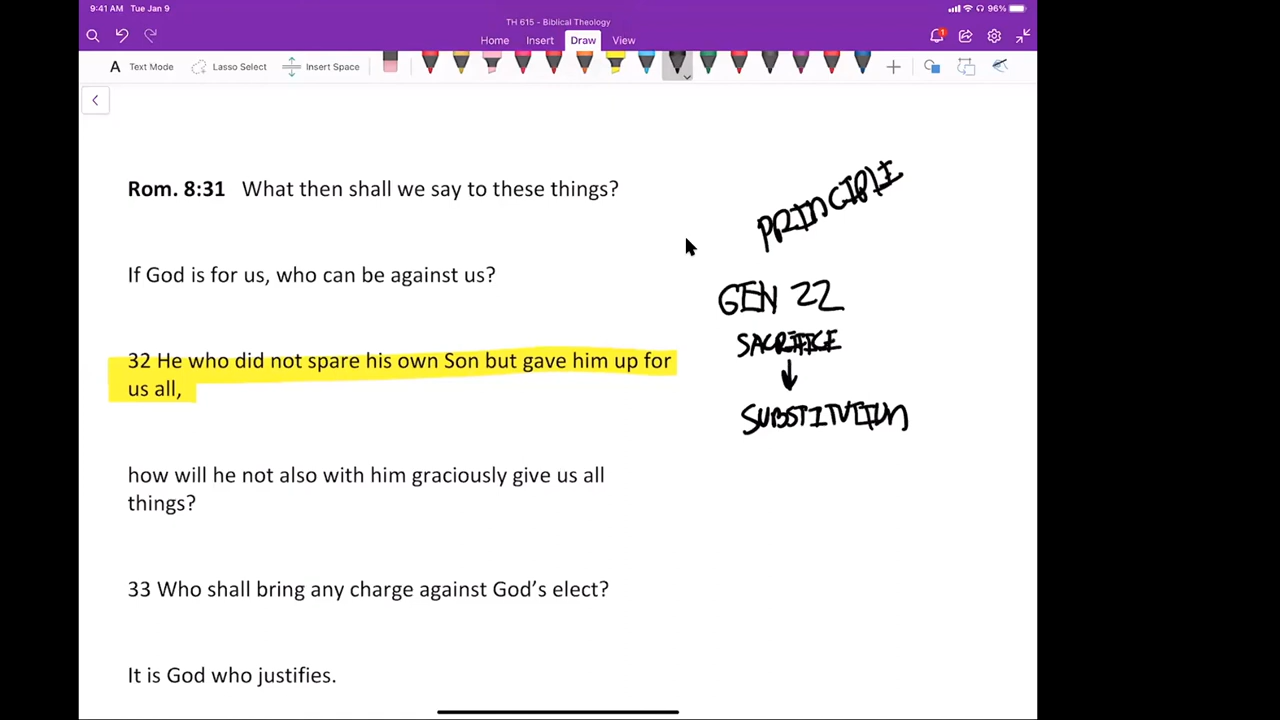 9:41 AM Tue Jan 9
96%
TH 615 - Biblical Theology
Home Insert Draw View
1
A Text Mode Lasso Select Insert Space
Rom. 8:31 What then shall we say to these things?
PRINCIPLI
If God is for us, who can be against us?
GEN 22
SACRIFICE
32 He who did not spare his own Son but gave him up for
us all,
SUBSTITUTION
how will he not also with him graciously give us all
things?
33 Who shall bring any charge against God’s elect?
It is God who justifies.